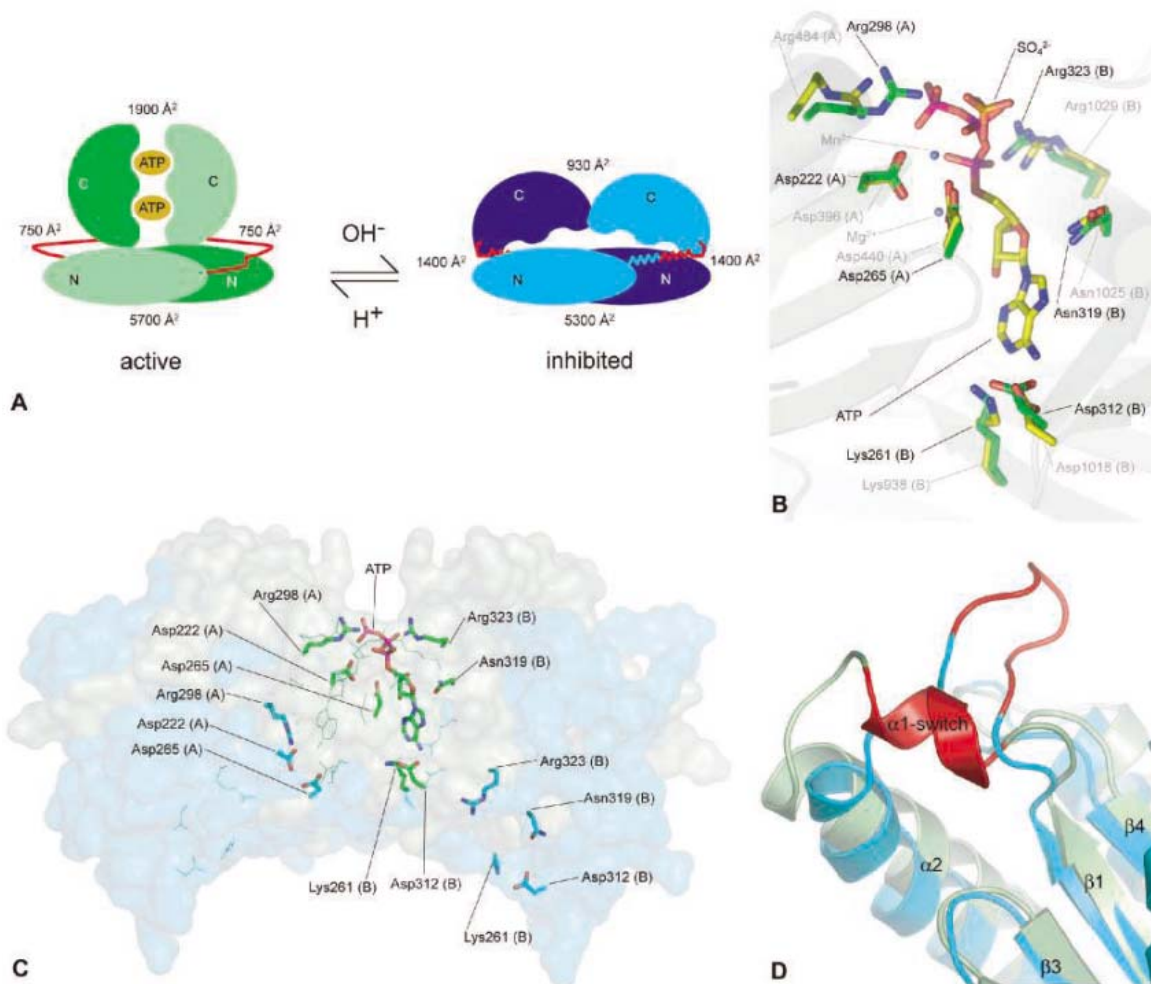 1900 Å²
ATP
ATP
C
C
750 Å²
750 Å²
N
N
5700 Å²
active
OH⁻
H⁺
930 Å²
C
C
1400 Å²
1400 Å²
N
N
5300 Å²
inhibited
A
Arg298 (A)
Arg484 (A)
SO₄²⁻
Arg323 (B)
Arg1029 (B)
Mn²⁺
Asp222 (A)
Asp396 (A)
Mg²⁺
Asp440 (A)
Asp265 (A)
Asn1025 (B)
Asn319 (B)
ATP
Asp312 (B)
Lys261 (B)
Asp1018 (B)
Lys938 (B)
B
ATP
Arg298 (A)
Arg323 (B)
Asp222 (A)
Asn319 (B)
Asp265 (A)
Arg298 (A)
Asp222 (A)
Asp265 (A)
Arg323 (B)
Asn319 (B)
Lys261 (B)
Asp312 (B)
Asp312 (B)
Lys261 (B)
C
α1-switch
α2
β4
β1
β3
D